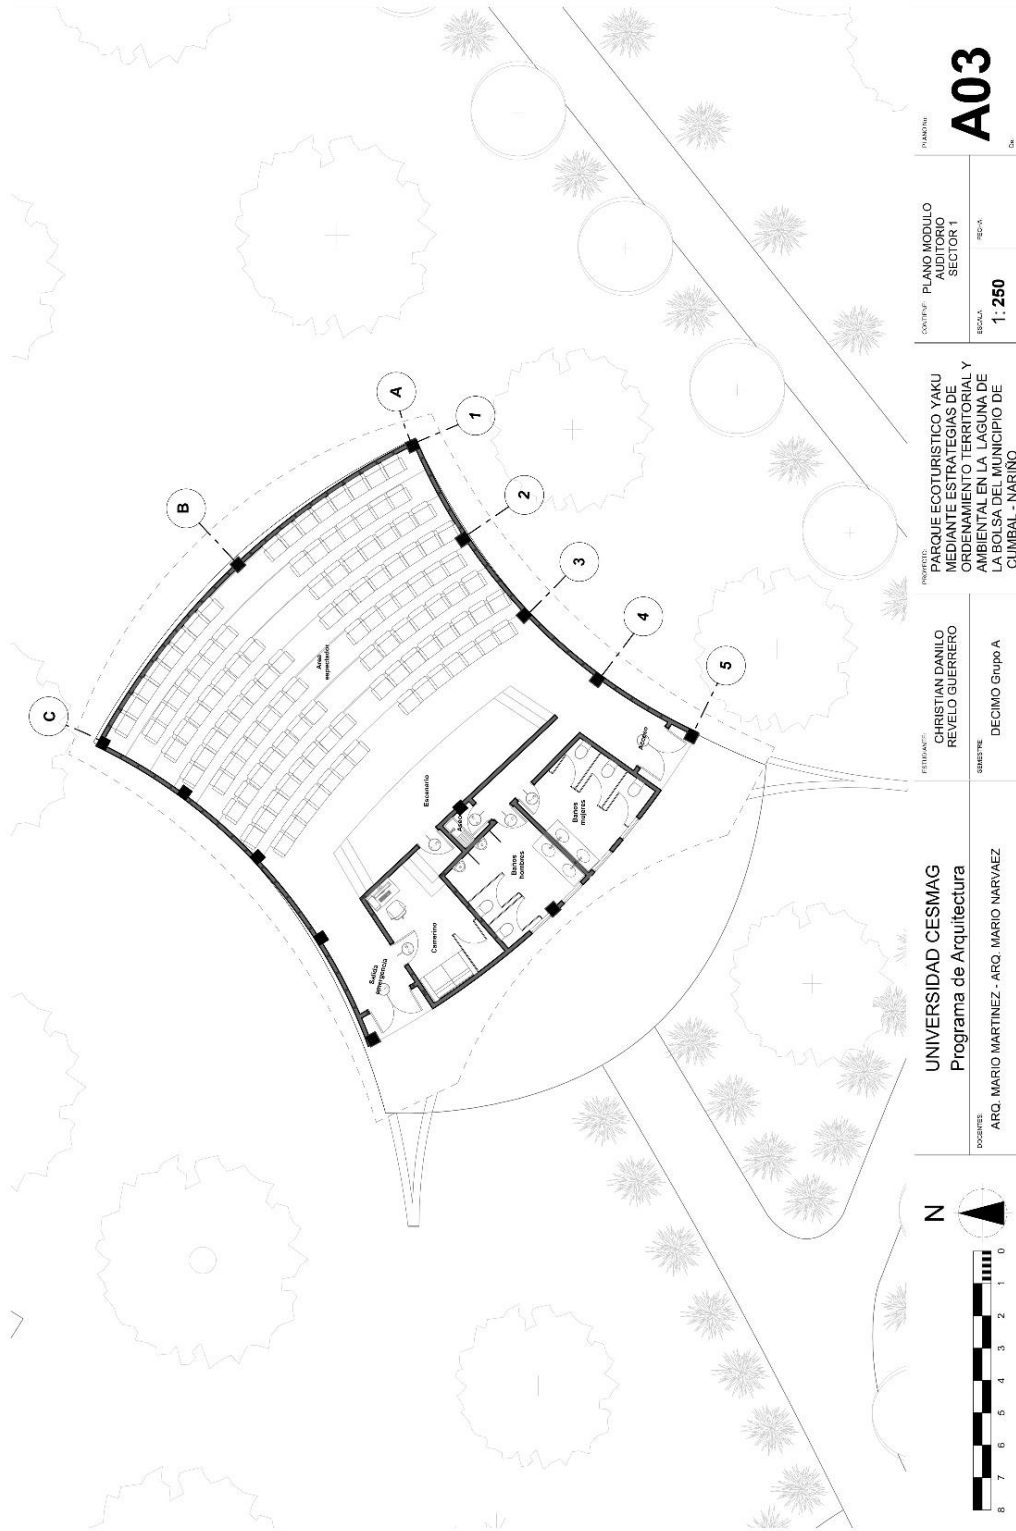 C
B
A
1
2
3
4
5
Area
espectador
Escenario
Aseo
Camerino
Salida
emergencia
Baños
hombres
Baños
mujeres
Acceso
N
8 7 6 5 4 3 2 1 0
UNIVERSIDAD CESMAG
Programa de Arquitectura
DOCENTES:
ARQ. MARIO MARTINEZ - ARQ. MARIO NARVAEZ
ESTUDIANTE:
CHRISTIAN DANILO
REVELO GUERRERO
SEMESTRE:
DECIMO Grupo A
PROYECTO:
PARQUE ECOTURISTICO YAKU
MEDIANTE ESTRATEGIAS DE
ORDENAMIENTO TERRITORIAL Y
AMBIENTAL EN LA LAGUNA DE
LA BOLSA DEL MUNICIPIO DE
CUMBAL - NARIÑO
CONTIENE:
PLANO MODULO
AUDITORIO
SECTOR 1
ESCALA:
1: 250
FECHA:
PLANO No:
A03
De: